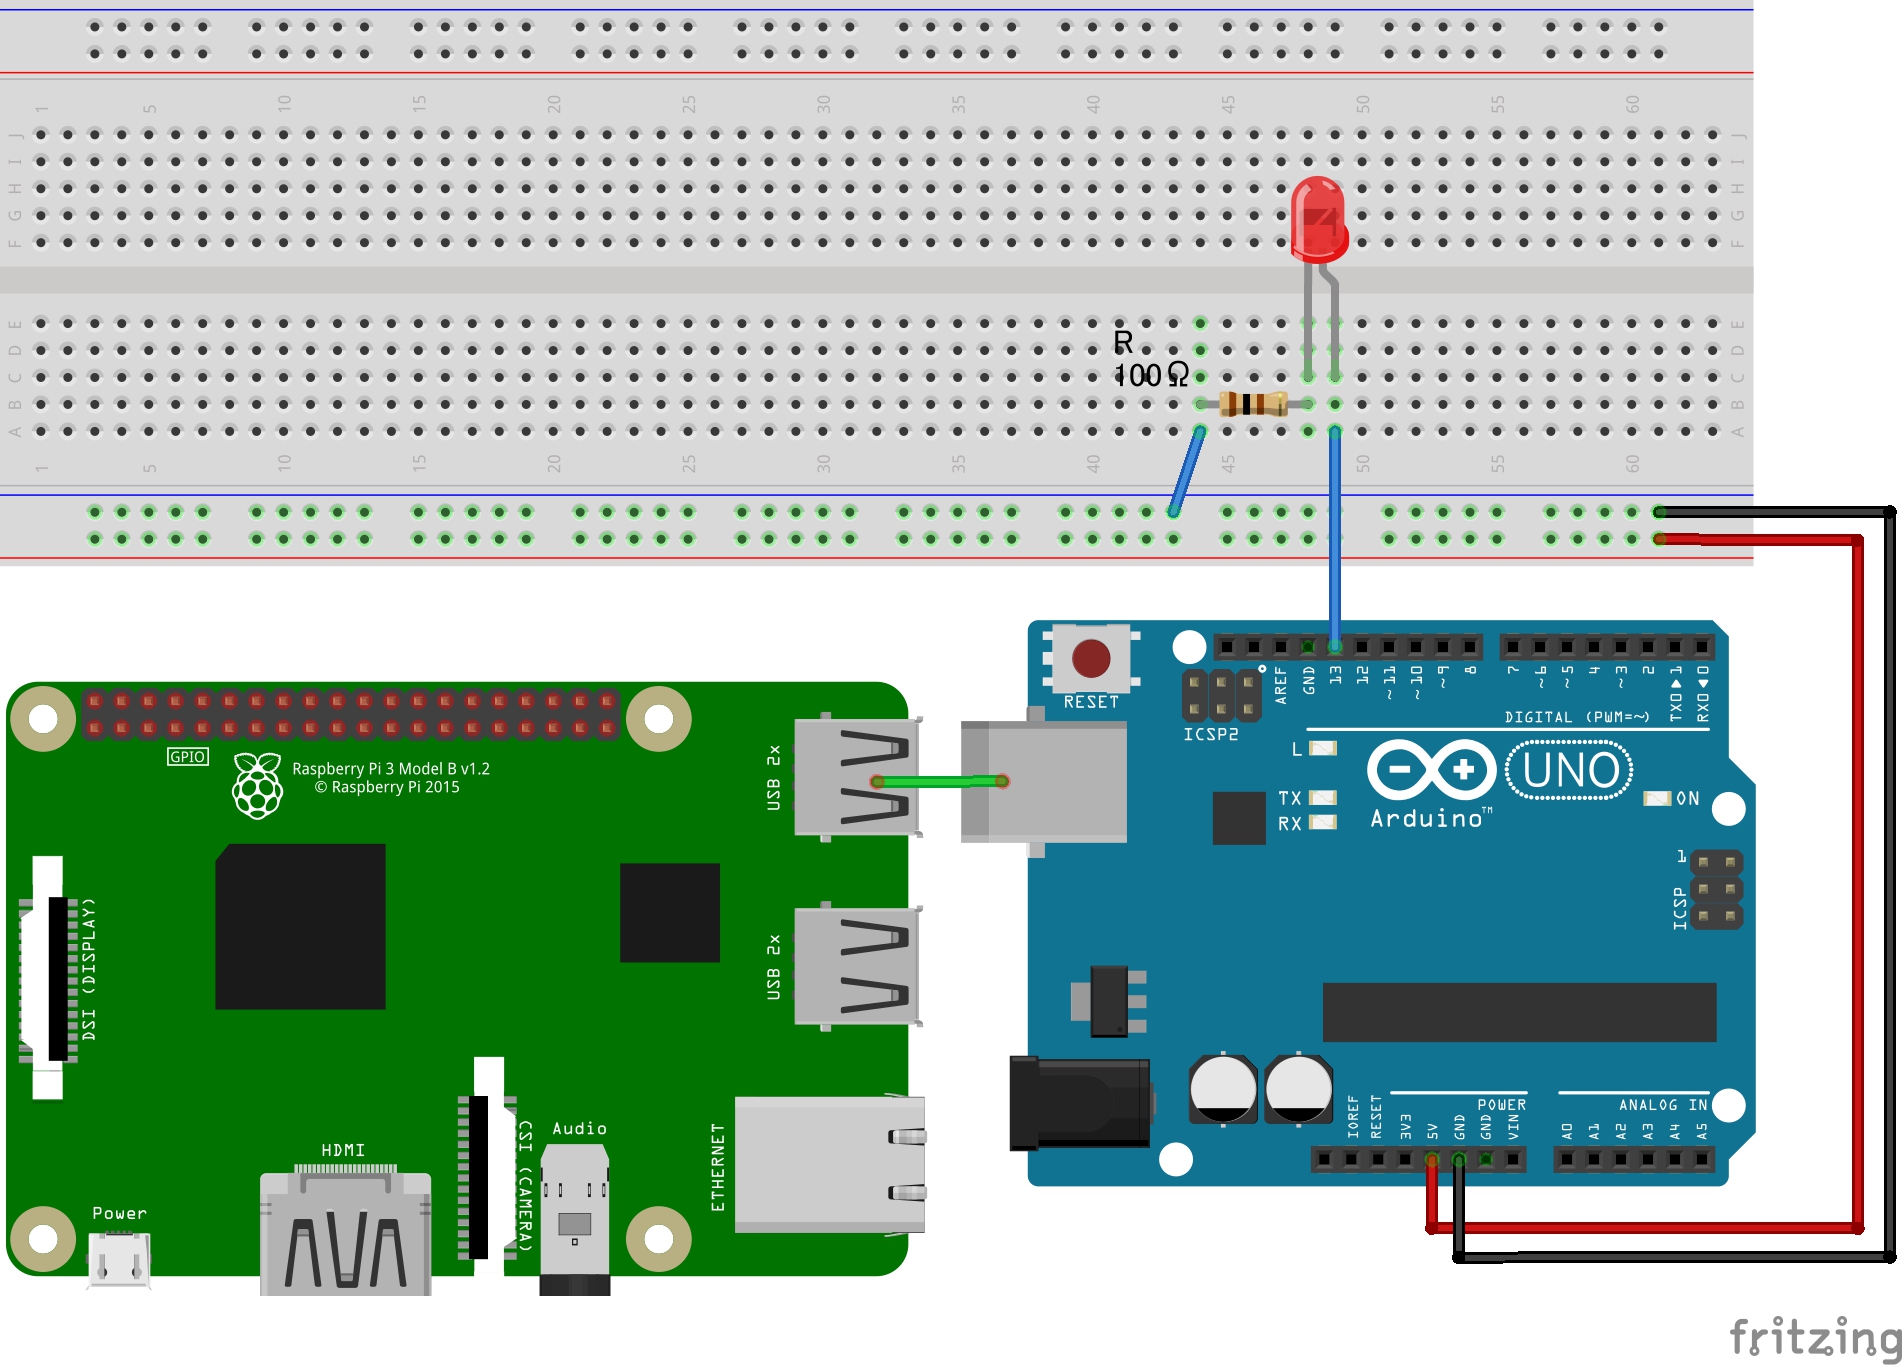 1 5 10 15 20 25 30 35 40 45 50 55 60
J J
I I
H H
G G
F F
E E
D D
C C
B B
A A
R
100Ω
1 5 10 15 20 25 30 35 40 45 50 55 60
RESET
AREF
GND
13
12
~11
~10
~9
8
7
~6
~5
4
~3
2
TX0▶1
RX0◀0
ICSP2
DIGITAL (PWM=~)
L
TX
RX
UNO
Arduino™
ON
1
ICSP
GPIO
Raspberry Pi 3 Model B v1.2
© Raspberry Pi 2015
USB 2x
USB 2x
DSI (DISPLAY)
HDMI
CSI (CAMERA)
Audio
ETHERNET
Power
POWER
ANALOG IN
IOREF
RESET
3V3
5V
GND
GND
VIN
A0
A1
A2
A3
A4
A5
fritzing